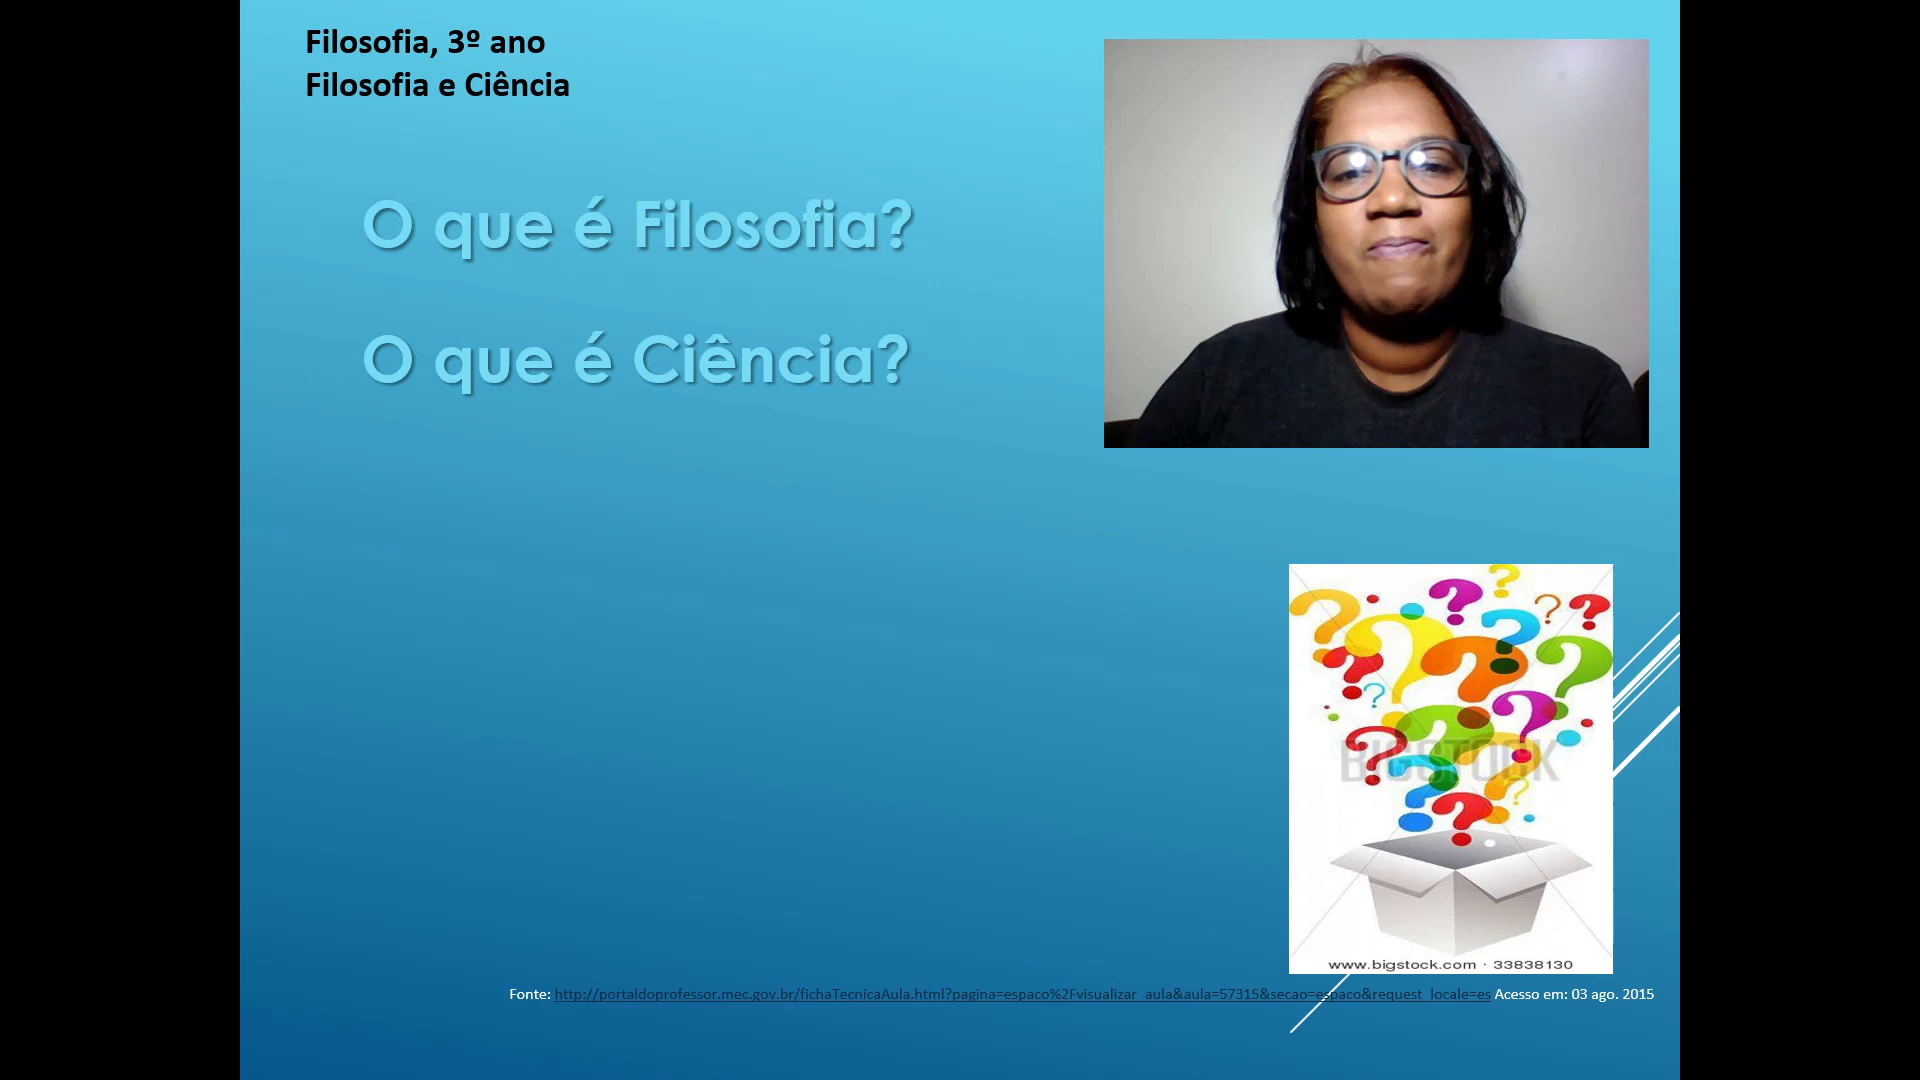 Filosofia, 3º ano
Filosofia e Ciência
O que é Filosofia?
O que é Ciência?
BIGSTOCK
www.bigstock.com · 33838130
Fonte: http://portaldoprofessor.mec.gov.br/fichaTecnicaAula.html?pagina=espaco%2Fvisualizar_aula&aula=57315&secao=espaco&request_locale=es Acesso em: 03 ago. 2015